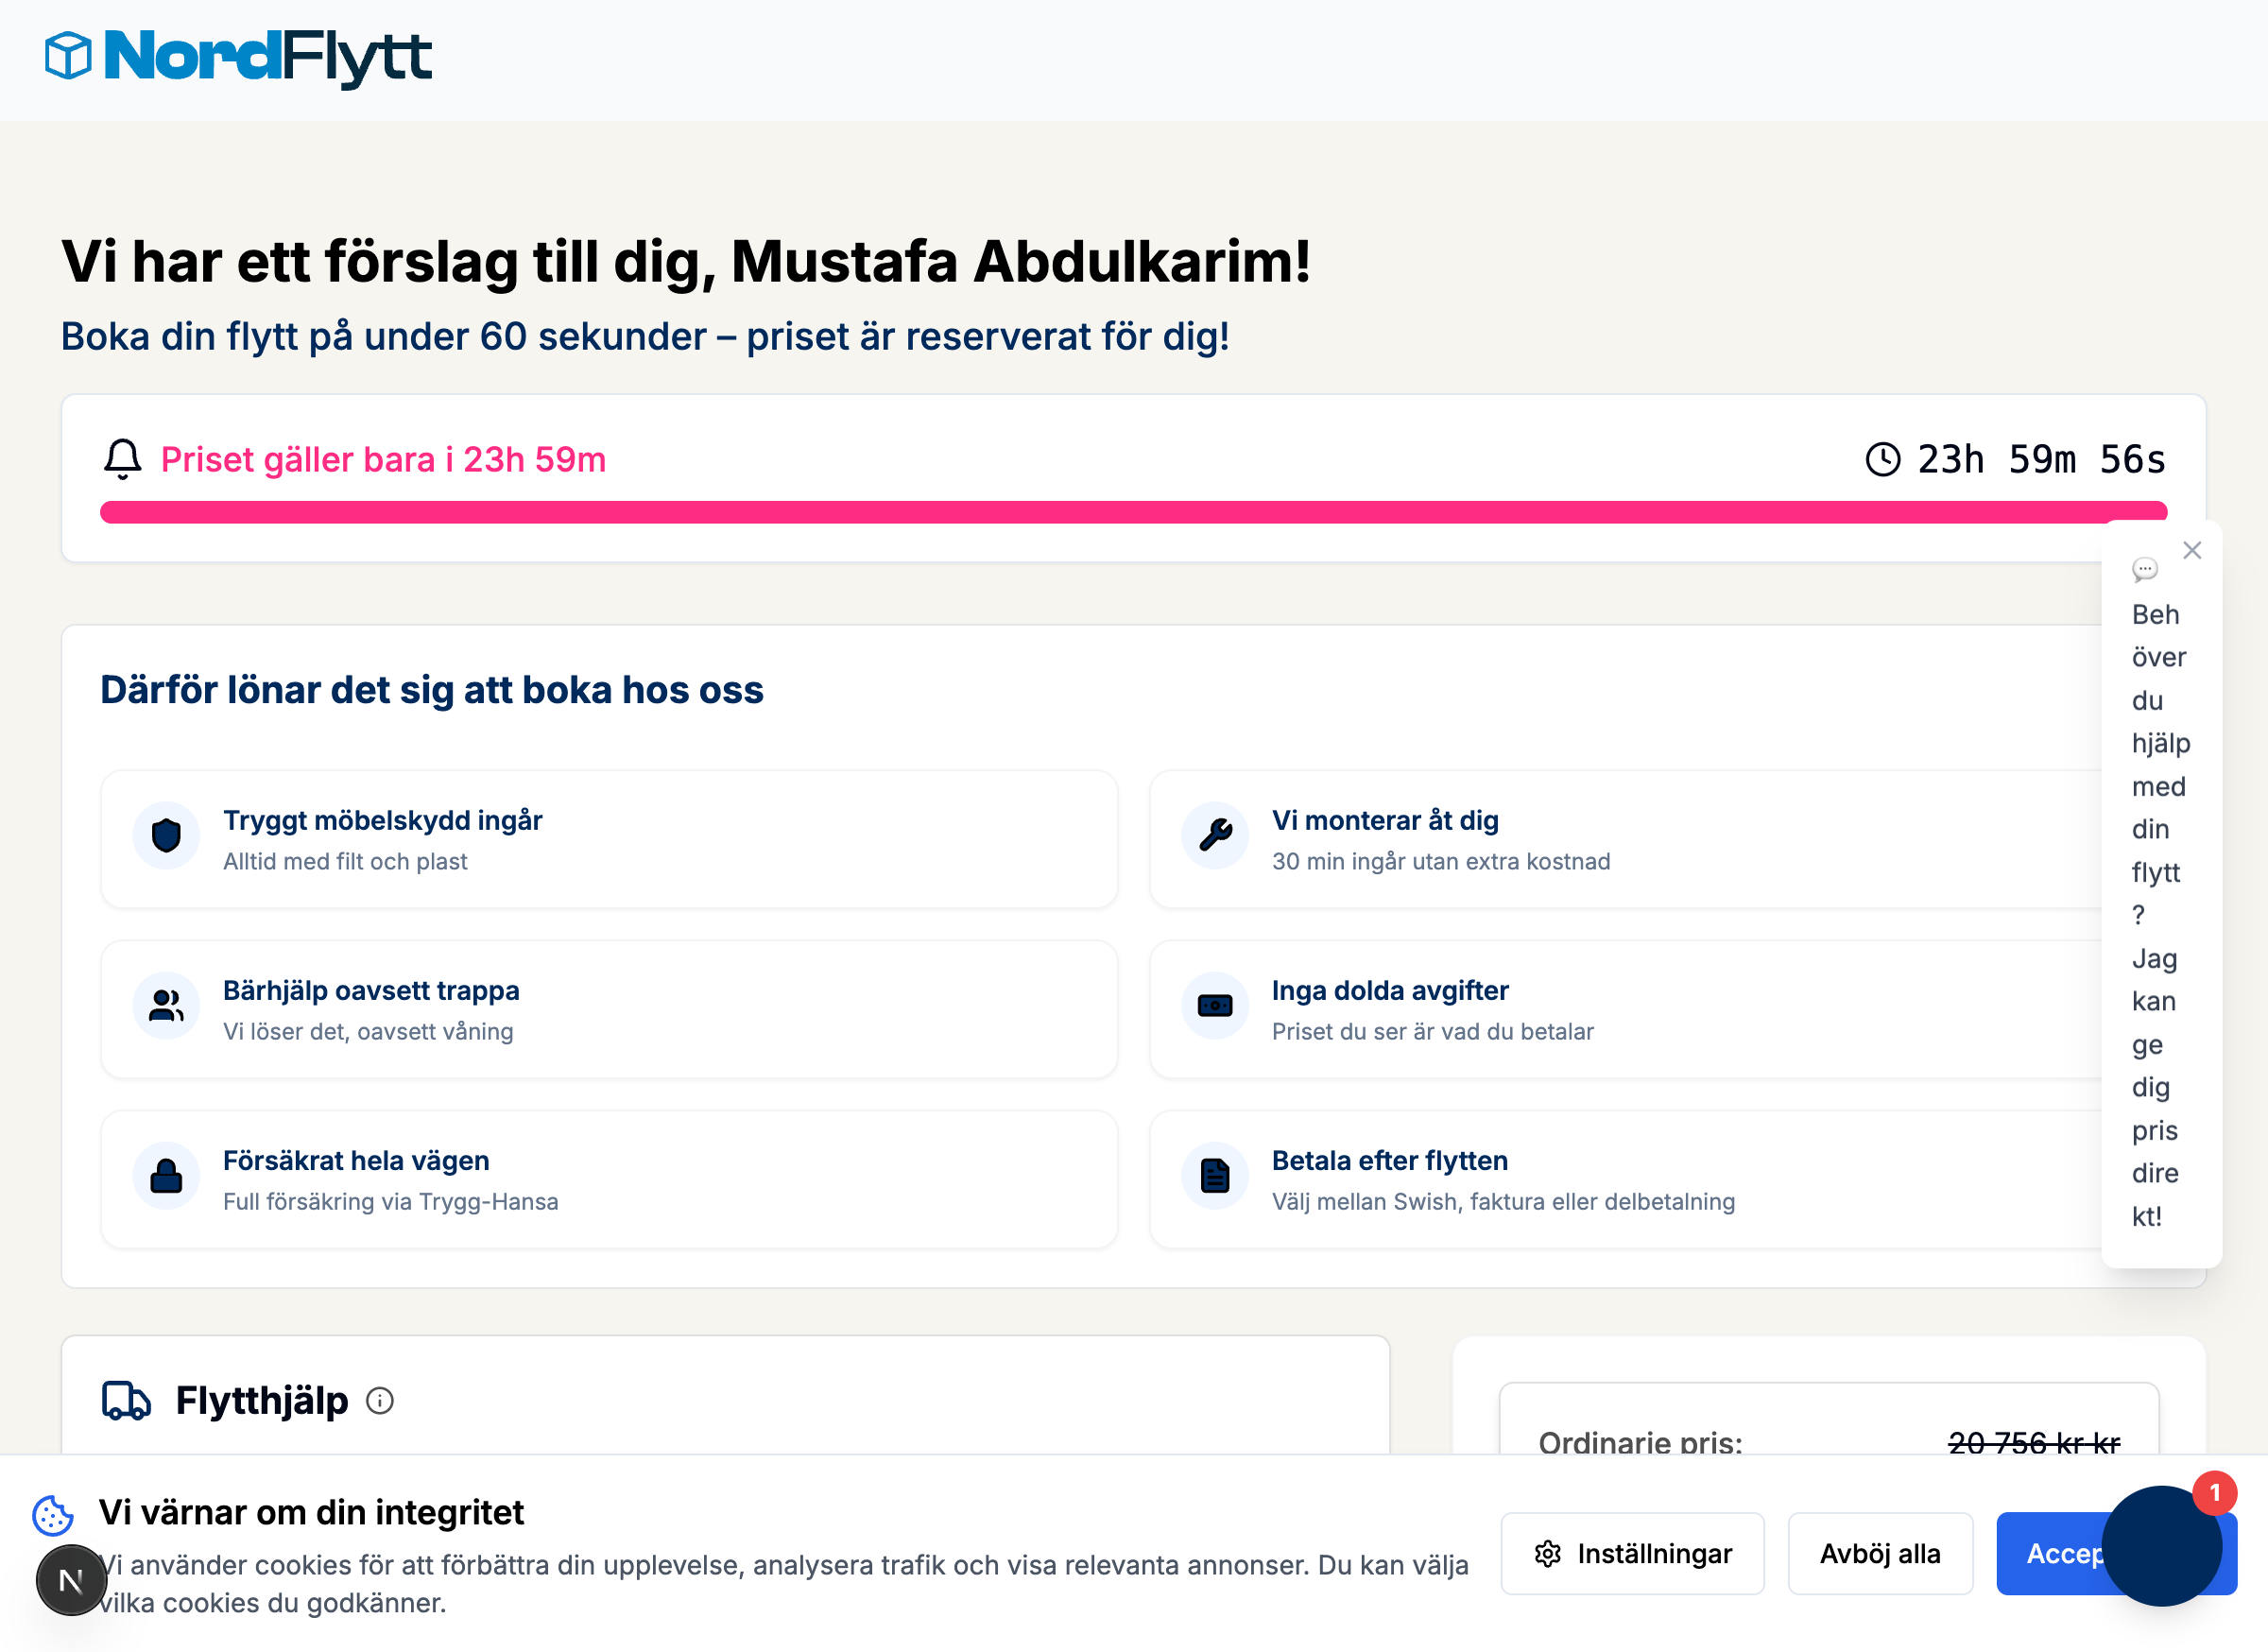 NordFlytt
Vi har ett förslag till dig, Mustafa Abdulkarim!
Boka din flytt på under 60 sekunder – priset är reserverat för dig!
Priset gäller bara i 23h 59m
23h 59m 56s
Därför lönar det sig att boka hos oss
Tryggt möbelskydd ingår
Alltid med filt och plast
Vi monterar åt dig
30 min ingår utan extra kostnad
Bärhjälp oavsett trappa
Vi löser det, oavsett våning
Inga dolda avgifter
Priset du ser är vad du betalar
Försäkrat hela vägen
Full försäkring via Trygg-Hansa
Betala efter flytten
Välj mellan Swish, faktura eller delbetalning
Beh
över
du
hjälp
med
din
flytt
?
Jag
kan
ge
dig
pris
dire
kt!
Flytthjälp
Ordinarie pris:
20 756 kr kr
Vi värnar om din integritet
Vi använder cookies för att förbättra din upplevelse, analysera trafik och visa relevanta annonser. Du kan välja
vilka cookies du godkänner.
Inställningar
Avböj alla
Accep
1
N